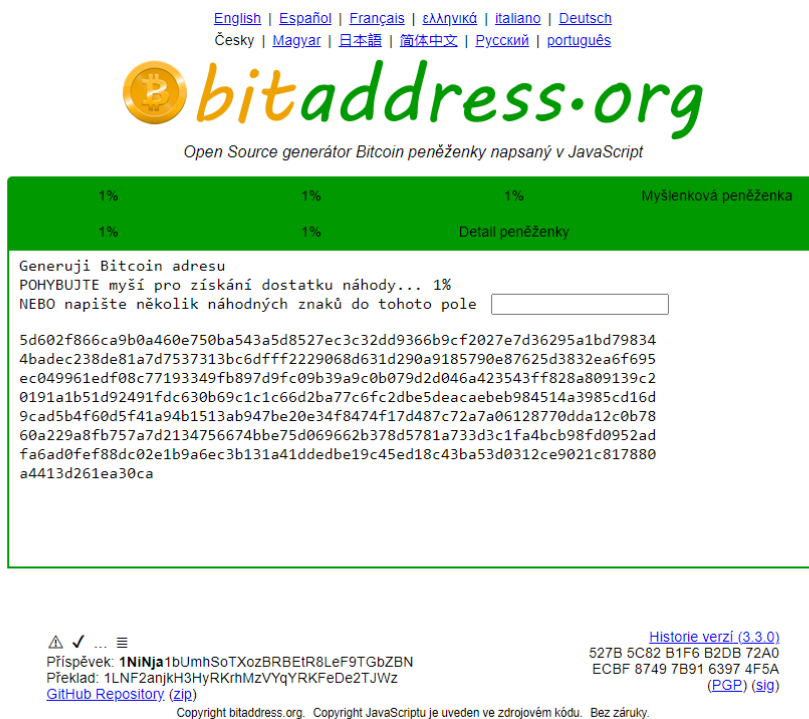 English | Español | Français | ελληνικά | italiano | Deutsch
Česky | Magyar | 日本語 | 简体中文 | Русский | português
bitaddress.org
Open Source generátor Bitcoin peněženky napsaný v JavaScript
1% 1% 1% Myšlenková peněženka
1% 1% Detail peněženky
Generuji Bitcoin adresu
POHYBUJTE myší pro získání dostatku náhody... 1%
NEBO napište několik náhodných znaků do tohoto pole
5d602f866ca9b0a460e750ba543a5d8527ec3c32dd9366b9cf2027e7d36295a1bd79834
4badec238de81a7d7537313bc6dfff2229068d631d290a9185790e87625d3832ea6f695
ec049961edf08c77193349fb897d9fc09b39a9c0b079d2d046a423543ff828a809139c2
0191a1b51d92491fdc630b69c1c1c66d2ba77c6fc2dbe5deacaebeb984514a3985cd16d
9cad5b4f60d5f41a94b1513ab947be20e34f8474f17d487c72a7a06128770dda12c0b78
60a229a8fb757a7d2134756674bbe75d069662b378d5781a733d3c1fa4bcb98fd0952ad
fa6ad0fef88dc02e1b9a6ec3b131a41ddedbe19c45ed18c43ba53d0312ce9021c817880
a4413d261ea30ca
⚠ ✔ ... ≣
Příspěvek: 1NiNja1bUmhSoTXozBRBEtR8LeF9TGbZBN
Překlad: 1LNF2anjkH3HyRKrhMzVYqYRKFeDe2TJWz
GitHub Repository (zip)
Historie verzí (3.3.0)
527B 5C82 B1F6 B2DB 72A0
ECBF 8749 7B91 6397 4F5A
(PGP) (sig)
Copyright bitaddress.org. Copyright JavaScriptu je uveden ve zdrojovém kódu. Bez záruky.